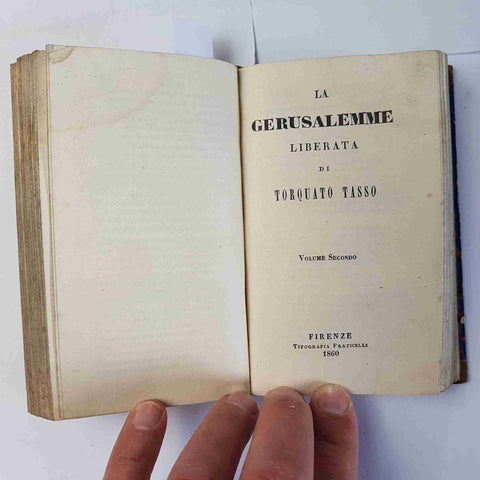 LA
GERUSALEMME
LIBERATA
DI
TORQUATO TASSO
VOLUME SECONDO
FIRENZE
TIPOGRAFIA FRATICELLI
1860